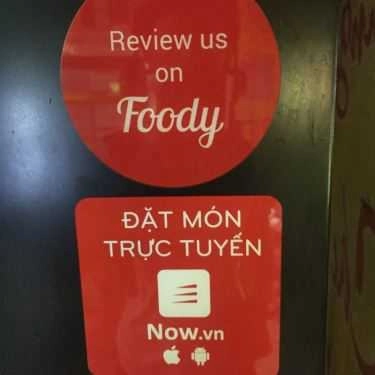 Review us
on
Foody
ĐẶT MÓN
TRỰC TUYẾN
Now.vn